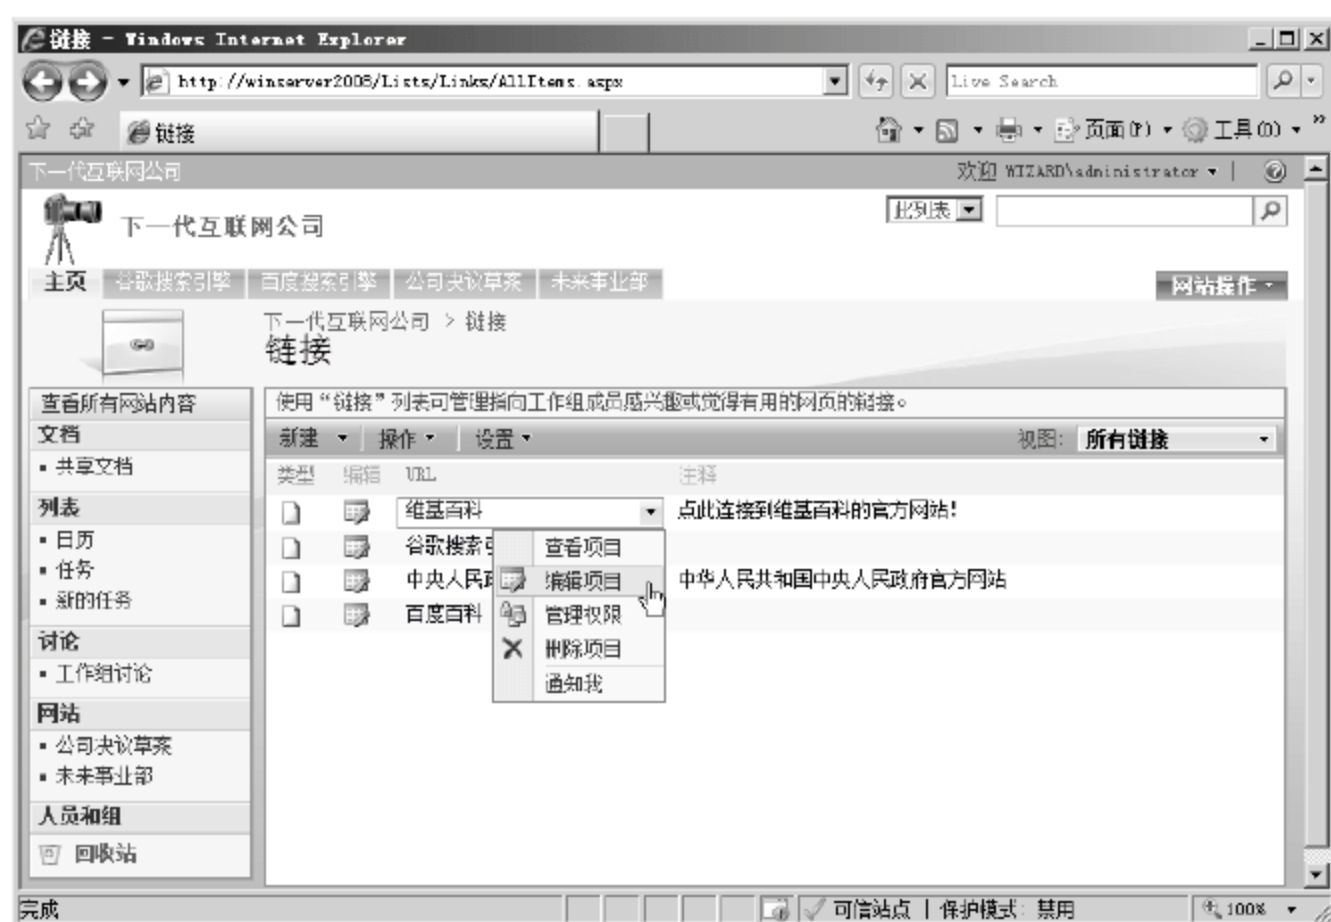 链接 - Windows Internet Explorer
http://winserver2008/Lists/Links/AllItems.aspx
Live Search
链接
页面(P) 工具(O)
下一代互联网公司
欢迎 WIZARD\administrator
下一代互联网公司
此列表
主页 谷歌搜索引擎 百度搜索引擎 公司决议草案 未来事业部
网站操作
下一代互联网公司 > 链接
链接
查看所有网站内容
文档
共享文档
列表
日历
任务
新的任务
讨论
工作组讨论
网站
公司决议草案
未来事业部
人员和组
回收站
使用“链接”列表可管理指向工作组成员感兴趣或觉得有用的网页的链接。
新建 操作 设置
视图: 所有链接
类型 编辑 URL 注释
维基百科 点此连接到维基百科的官方网站!
谷歌搜索
中央人民 中华人民共和国中央人民政府官方网站
百度百科
查看项目
编辑项目
管理权限
删除项目
通知我
完成
可信站点 | 保护模式: 禁用
100%